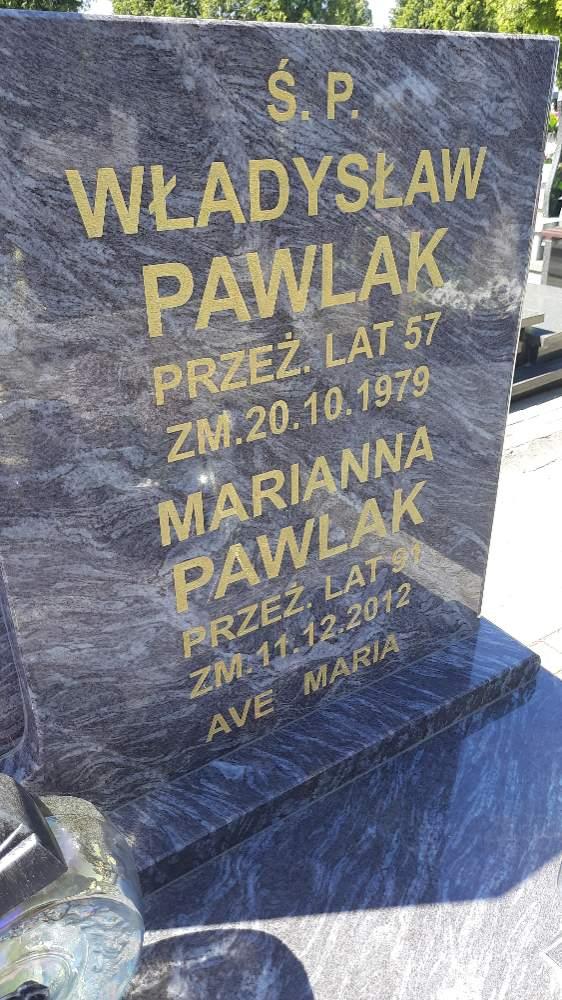 Ś. P.
WŁADYSŁAW
PAWLAK
PRZEŻ. LAT 57
ZM.20.10.1979
MARIANNA
PAWLAK
PRZEŻ. LAT 91
ZM.11.12.2012
AVE MARIA